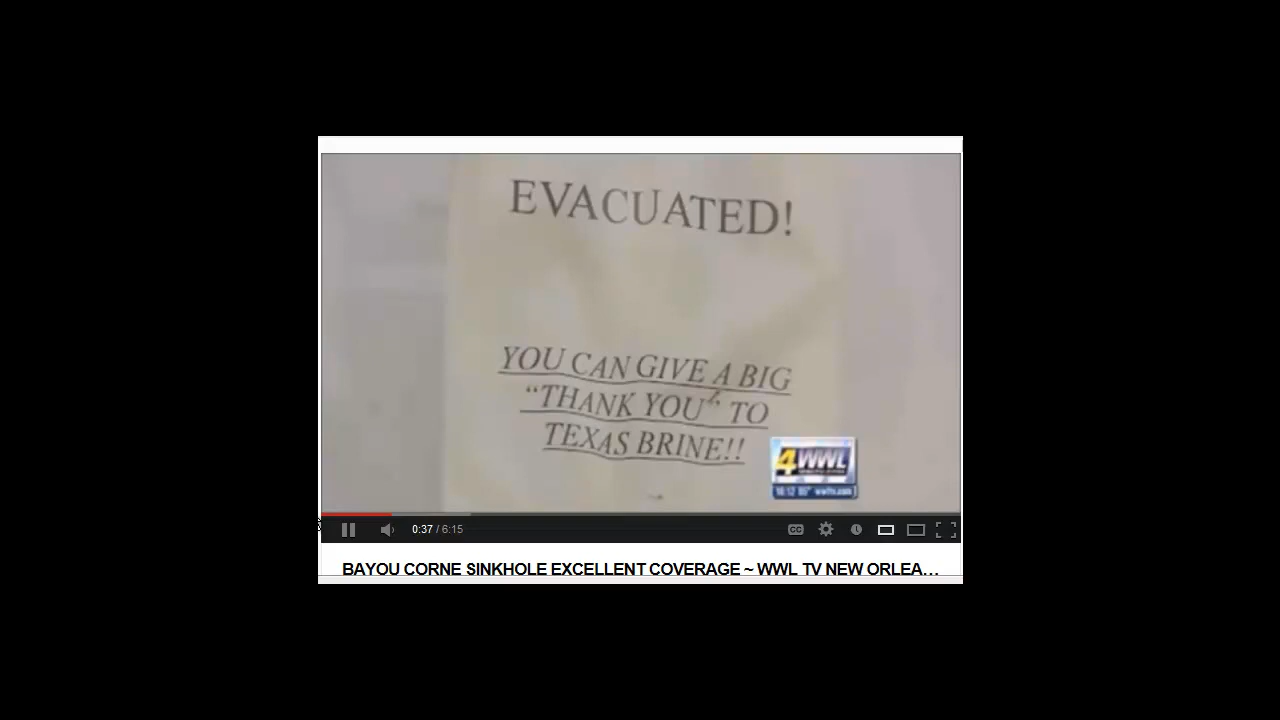 EVACUATED!
YOU CAN GIVE A BIG
“THANK YOU” TO
TEXAS BRINE!!
4WWL
0:37 / 6:15
CC
BAYOU CORNE SINKHOLE EXCELLENT COVERAGE ~ WWL TV NEW ORLEA...